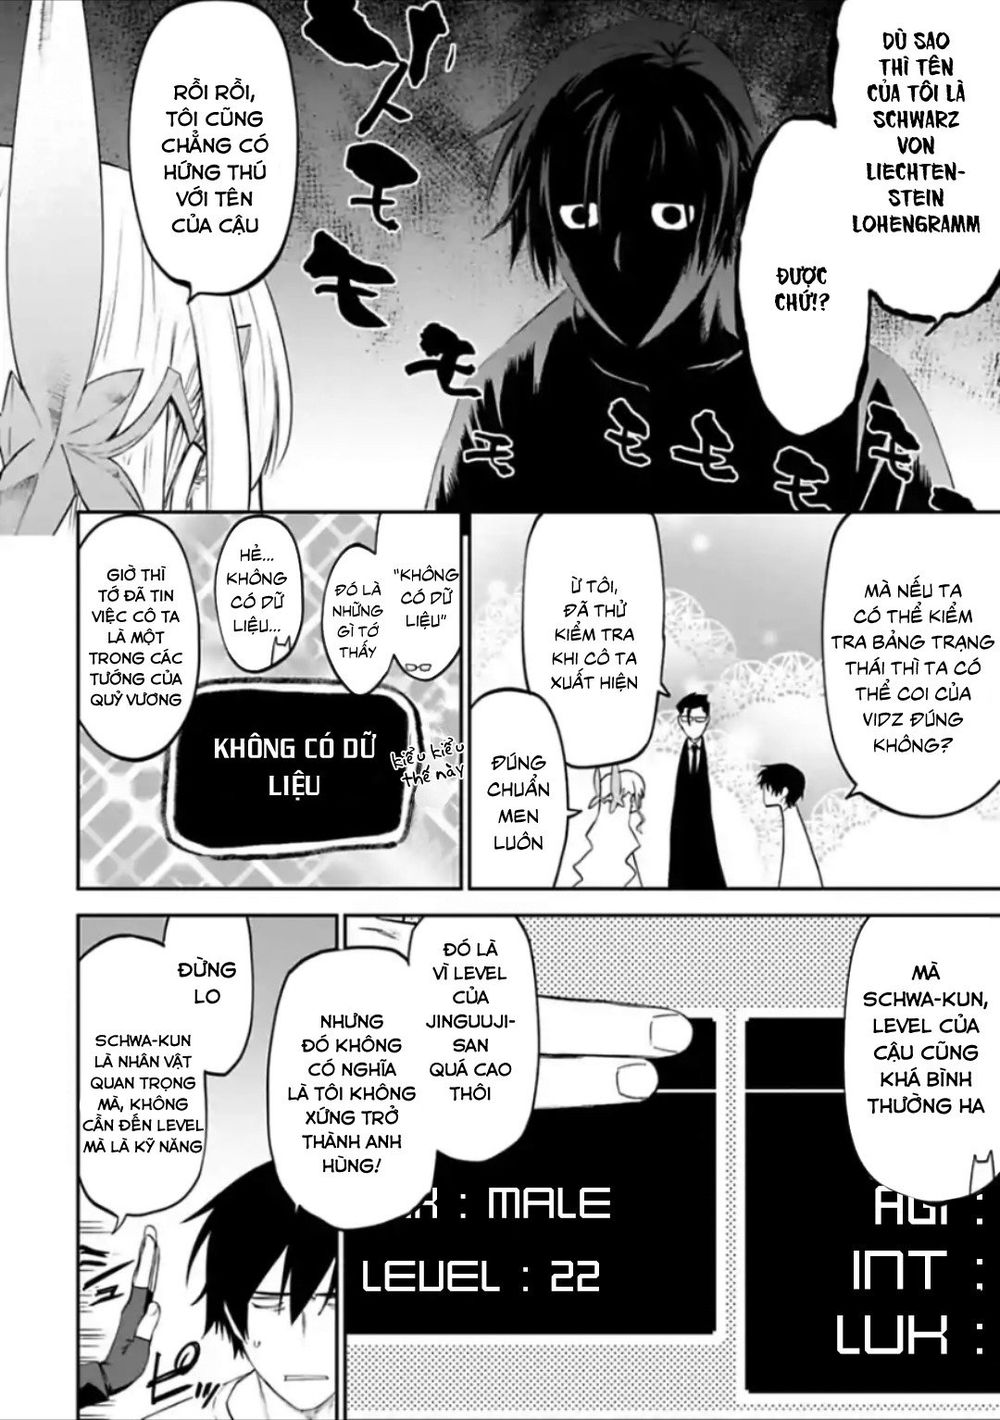 DÙ SAO
THÌ TÊN
CỦA TÔI LÀ
SCHWARZ
VON
LIECHTEN-
STEIN
LOHENGRAMM
ĐƯỢC
CHỨ!?
RỒI RỒI,
TÔI CŨNG
CHẲNG CÓ
HỨNG THÚ
VỚI TÊN
CỦA CẬU
MÀ NẾU TA
CÓ THỂ KIỂM
TRA BẢNG TRẠNG
THÁI THÌ TA CÓ
THỂ COI CỦA
VIDZ ĐÚNG
KHÔNG?
Ừ TÔI,
ĐÃ THỬ
KIỂM TRA
KHI CÔ TA
XUẤT HIỆN
ĐÚNG
CHUẨN
MEN
LUÔN
"KHÔNG
CÓ DỮ
LIỆU"
ĐÓ LÀ
NHỮNG
GÌ TỚ
THẤY
HẺ...
KHÔNG
CÓ DỮ
LIỆU...
GIỜ THÌ
TỚ ĐÃ TIN
VIỆC CÔ TA
LÀ MỘT
TRONG CÁC
TƯỚNG CỦA
QUỶ VƯƠNG
KHÔNG CÓ DỮ
LIỆU
kiểu kiểu
thế này
MÀ
SCHWA-KUN,
LEVEL CỦA
CẬU CŨNG
KHÁ BÌNH
THƯỜNG HA
ĐÓ LÀ
VÌ LEVEL
CỦA
JINGUUJI-
SAN
QUÁ CAO
THÔI
NHƯNG
ĐÓ KHÔNG
CÓ NGHĨA
LÀ TÔI KHÔNG
XỨNG TRỞ
THÀNH ANH
HÙNG!
: MALE
LEVEL : 22
AGI :
INT :
LUK :
ĐỪNG
LO
SCHWA-KUN
LÀ NHÂN VẬT
QUAN TRỌNG
MÀ, KHÔNG
CẦN ĐẾN LEVEL
MÀ LÀ KỸ NĂNG